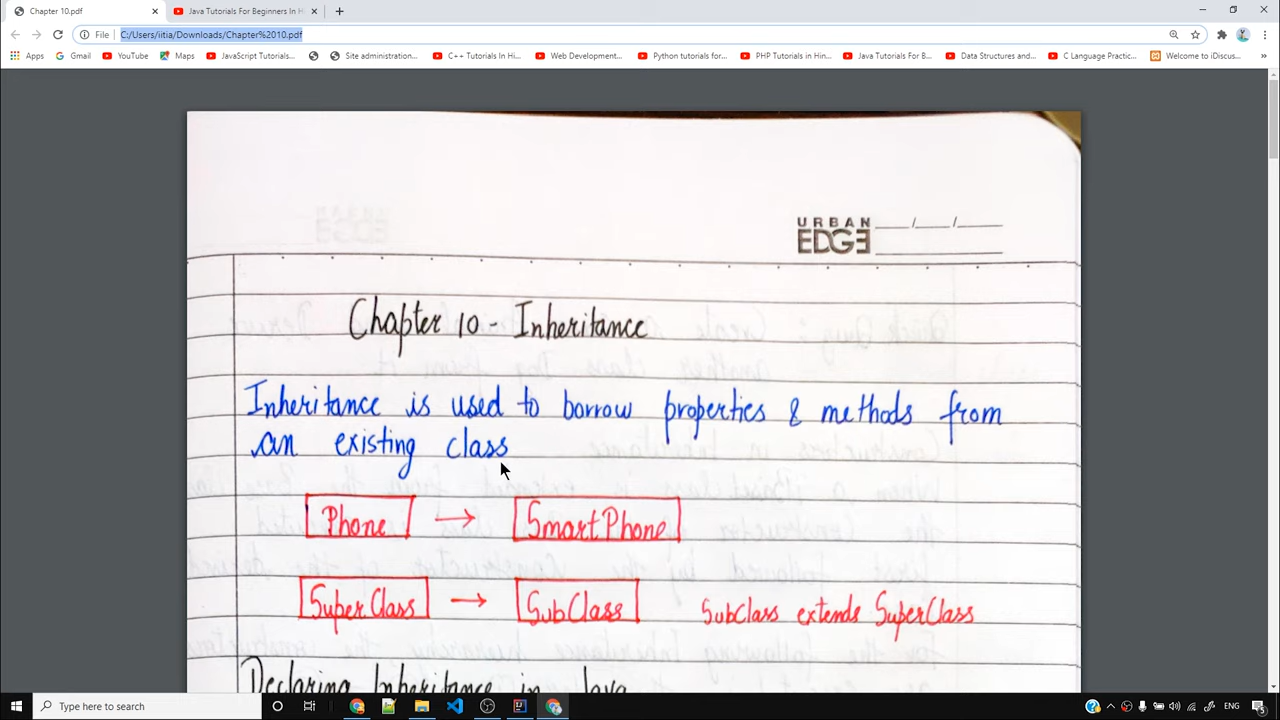 Chapter 10.pdf
Java Tutorials For Beginners In Hi
File
C:/Users/iitia/Downloads/Chapter%2010.pdf
Apps Gmail YouTube Maps JavaScript Tutorials... Site administration... C++ Tutorials In Hi... Web Development... Python tutorials for... PHP Tutorials in Hin... Java Tutorials For B... Data Structures and... C Language Practic... Welcome to iDiscus...
URBAN
EDGE
Chapter 10 - Inheritance
Inheritance is used to borrow properties & methods from
an existing class
Phone → SmartPhone
SuperClass → SubClass SubClass extends SuperClass
Declaring Inheritance in Java
Type here to search
ENG